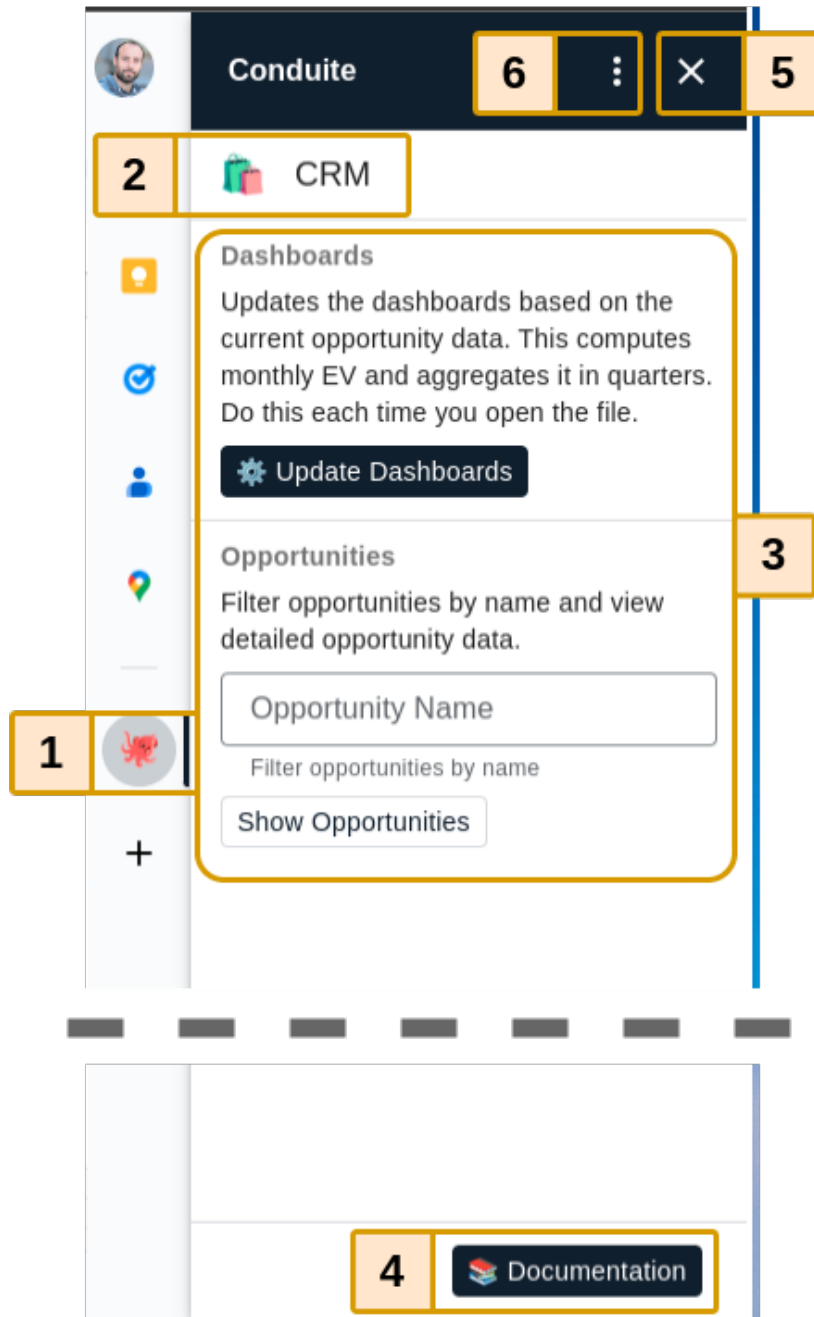 Conduite
6
5
2
CRM
Dashboards
Updates the dashboards based on the
current opportunity data. This computes
monthly EV and aggregates it in quarters.
Do this each time you open the file.
Update Dashboards
3
Opportunities
Filter opportunities by name and view
detailed opportunity data.
Opportunity Name
1
Filter opportunities by name
Show Opportunities
4
Documentation